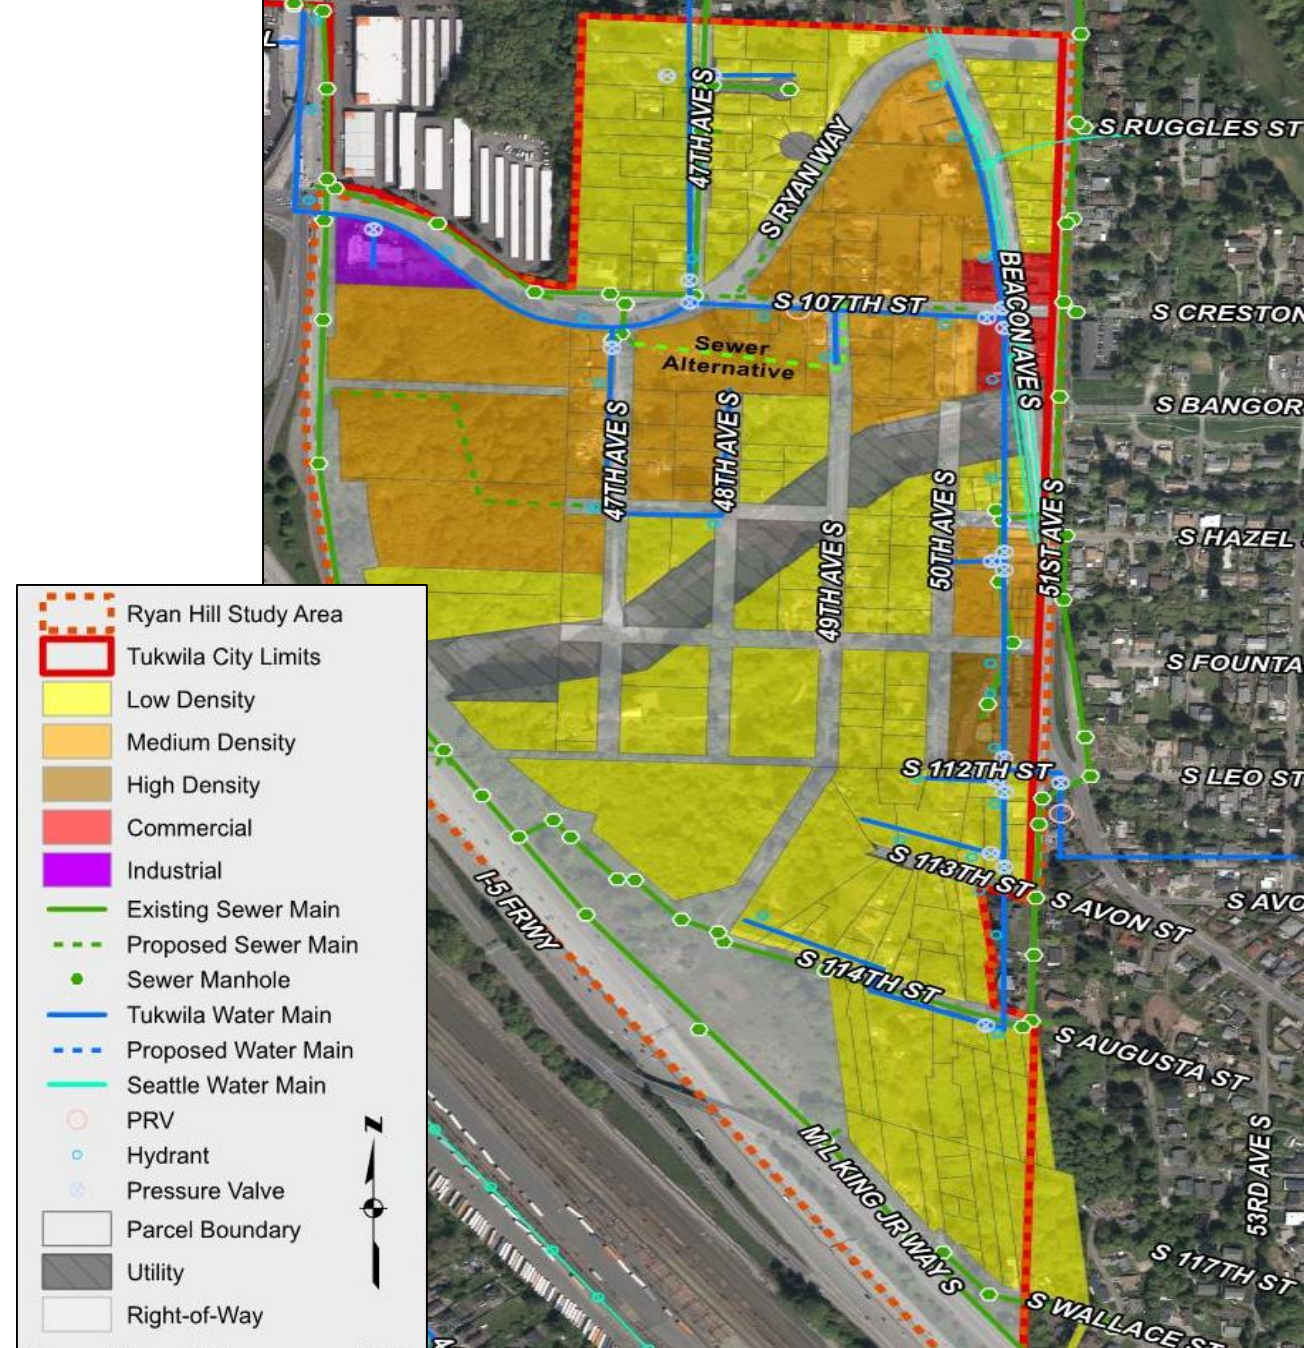 L
47TH AVE S
S RYAN WAY
S RUGGLES ST
BEACON AVE S
S 107TH ST
S CRESTON
Sewer
Alternative
47TH AVE S
48TH AVE S
S BANGOR
49TH AVE S
50TH AVE S
51ST AVE S
S HAZEL
S FOUNTA
S 112TH ST
S LEO ST
S 113TH ST
S AVON ST
S AVO
I-5 FRWY
S 114TH ST
S AUGUSTA ST
M L KING JR WAY S
53RD AVE S
S 117TH ST
S WALLACE ST
Ryan Hill Study Area
Tukwila City Limits
Low Density
Medium Density
High Density
Commercial
Industrial
Existing Sewer Main
Proposed Sewer Main
Sewer Manhole
Tukwila Water Main
Proposed Water Main
Seattle Water Main
PRV
Hydrant
Pressure Valve
Parcel Boundary
Utility
Right-of-Way
Z
4